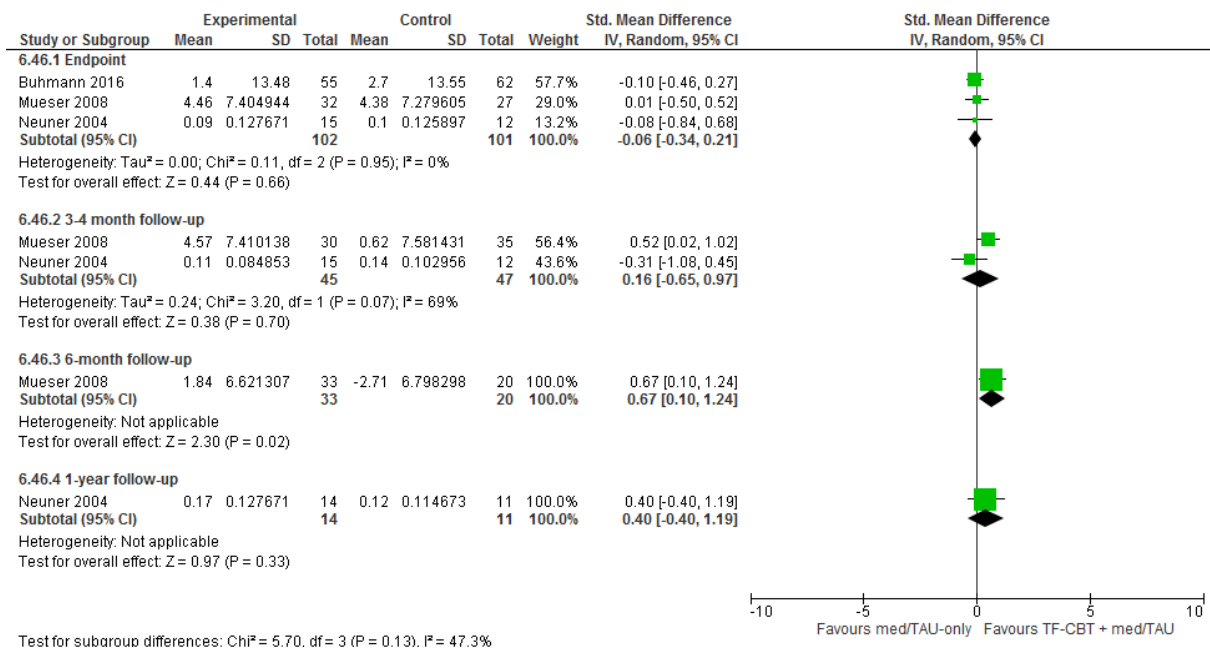 Experimental Control Std. Mean Difference Std. Mean Difference
Study or Subgroup Mean SD Total Mean SD Total Weight IV, Random, 95% CI IV, Random, 95% CI
6.46.1 Endpoint
Buhmann 2016 1.4 13.48 55 2.7 13.55 62 57.7% -0.10 [-0.46, 0.27]
Mueser 2008 4.46 7.404944 32 4.38 7.279605 27 29.0% 0.01 [-0.50, 0.52]
Neuner 2004 0.09 0.127671 15 0.1 0.125897 12 13.2% -0.08 [-0.84, 0.68]
Subtotal (95% CI) 102 101 100.0% -0.06 [-0.34, 0.21]
Heterogeneity: Tau² = 0.00; Chi² = 0.11, df = 2 (P = 0.95); I² = 0%
Test for overall effect: Z = 0.44 (P = 0.66)
6.46.2 3-4 month follow-up
Mueser 2008 4.57 7.410138 30 0.62 7.581431 35 56.4% 0.52 [0.02, 1.02]
Neuner 2004 0.11 0.084853 15 0.14 0.102956 12 43.6% -0.31 [-1.08, 0.45]
Subtotal (95% CI) 45 47 100.0% 0.16 [-0.65, 0.97]
Heterogeneity: Tau² = 0.24; Chi² = 3.20, df = 1 (P = 0.07); I² = 69%
Test for overall effect: Z = 0.38 (P = 0.70)
6.46.3 6-month follow-up
Mueser 2008 1.84 6.621307 33 -2.71 6.798298 20 100.0% 0.67 [0.10, 1.24]
Subtotal (95% CI) 33 20 100.0% 0.67 [0.10, 1.24]
Heterogeneity: Not applicable
Test for overall effect: Z = 2.30 (P = 0.02)
6.46.4 1-year follow-up
Neuner 2004 0.17 0.127671 14 0.12 0.114673 11 100.0% 0.40 [-0.40, 1.19]
Subtotal (95% CI) 14 11 100.0% 0.40 [-0.40, 1.19]
Heterogeneity: Not applicable
Test for overall effect: Z = 0.97 (P = 0.33)
-10 -5 0 5 10
Favours med/TAU-only Favours TF-CBT + med/TAU
Test for subgroup differences: Chi² = 5.70, df = 3 (P = 0.13), I² = 47.3%